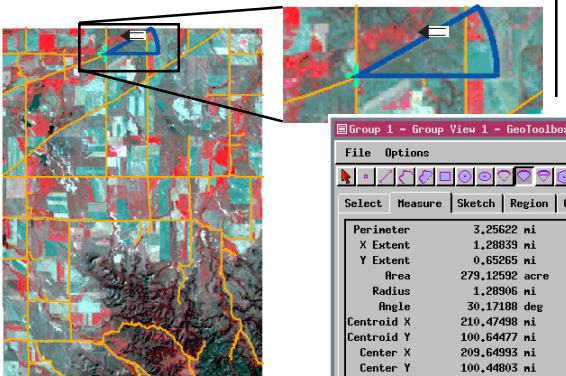 Group 1 - Group View 1 - GeoToolbox
File Options
Select Measure Sketch Region
Perimeter 3.25622 mi
X Extent 1.28839 mi
Y Extent 0.65265 mi
Area 279.12592 acre
Radius 1.28906 mi
Angle 30.17188 deg
Centroid X 210.47498 mi
Centroid Y 100.64477 mi
Center X 209.64993 mi
Center Y 100.44803 mi